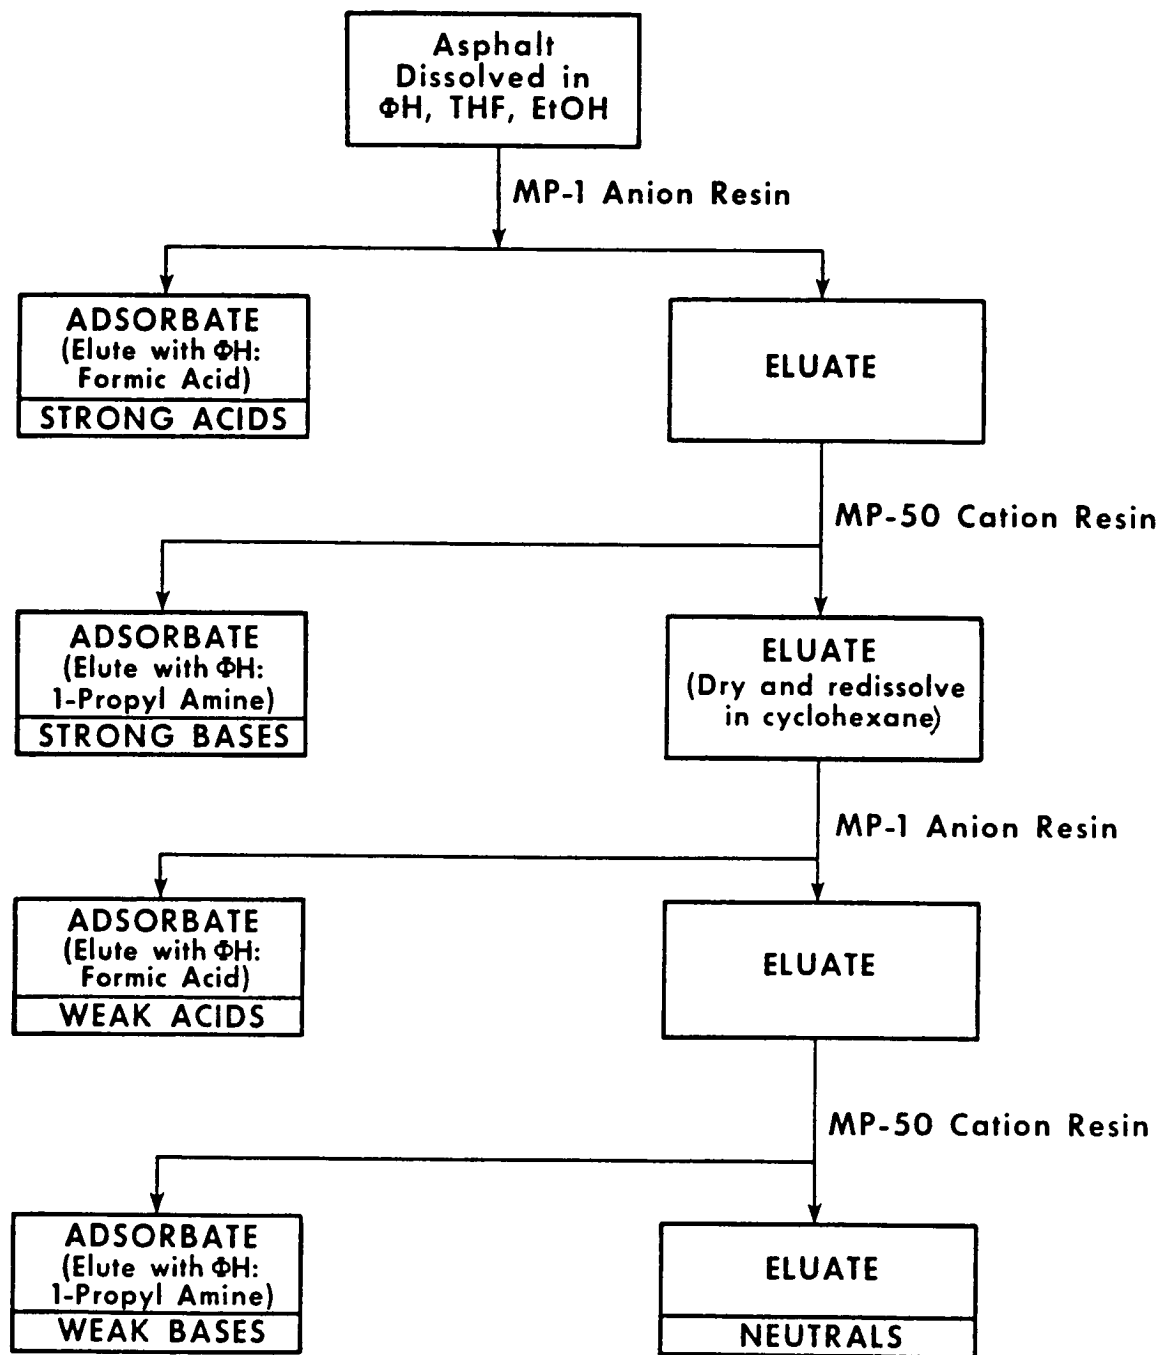 Asphalt
Dissolved in
ΦH, THF, EtOH
MP-1 Anion Resin
ADSORBATE
(Elute with ΦH:
Formic Acid)
STRONG ACIDS
ELUATE
MP-50 Cation Resin
ADSORBATE
(Elute with ΦH:
1-Propyl Amine)
STRONG BASES
ELUATE
(Dry and redissolve
in cyclohexane)
MP-1 Anion Resin
ADSORBATE
(Elute with ΦH:
Formic Acid)
WEAK ACIDS
ELUATE
MP-50 Cation Resin
ADSORBATE
(Elute with ΦH:
1-Propyl Amine)
WEAK BASES
ELUATE
NEUTRALS